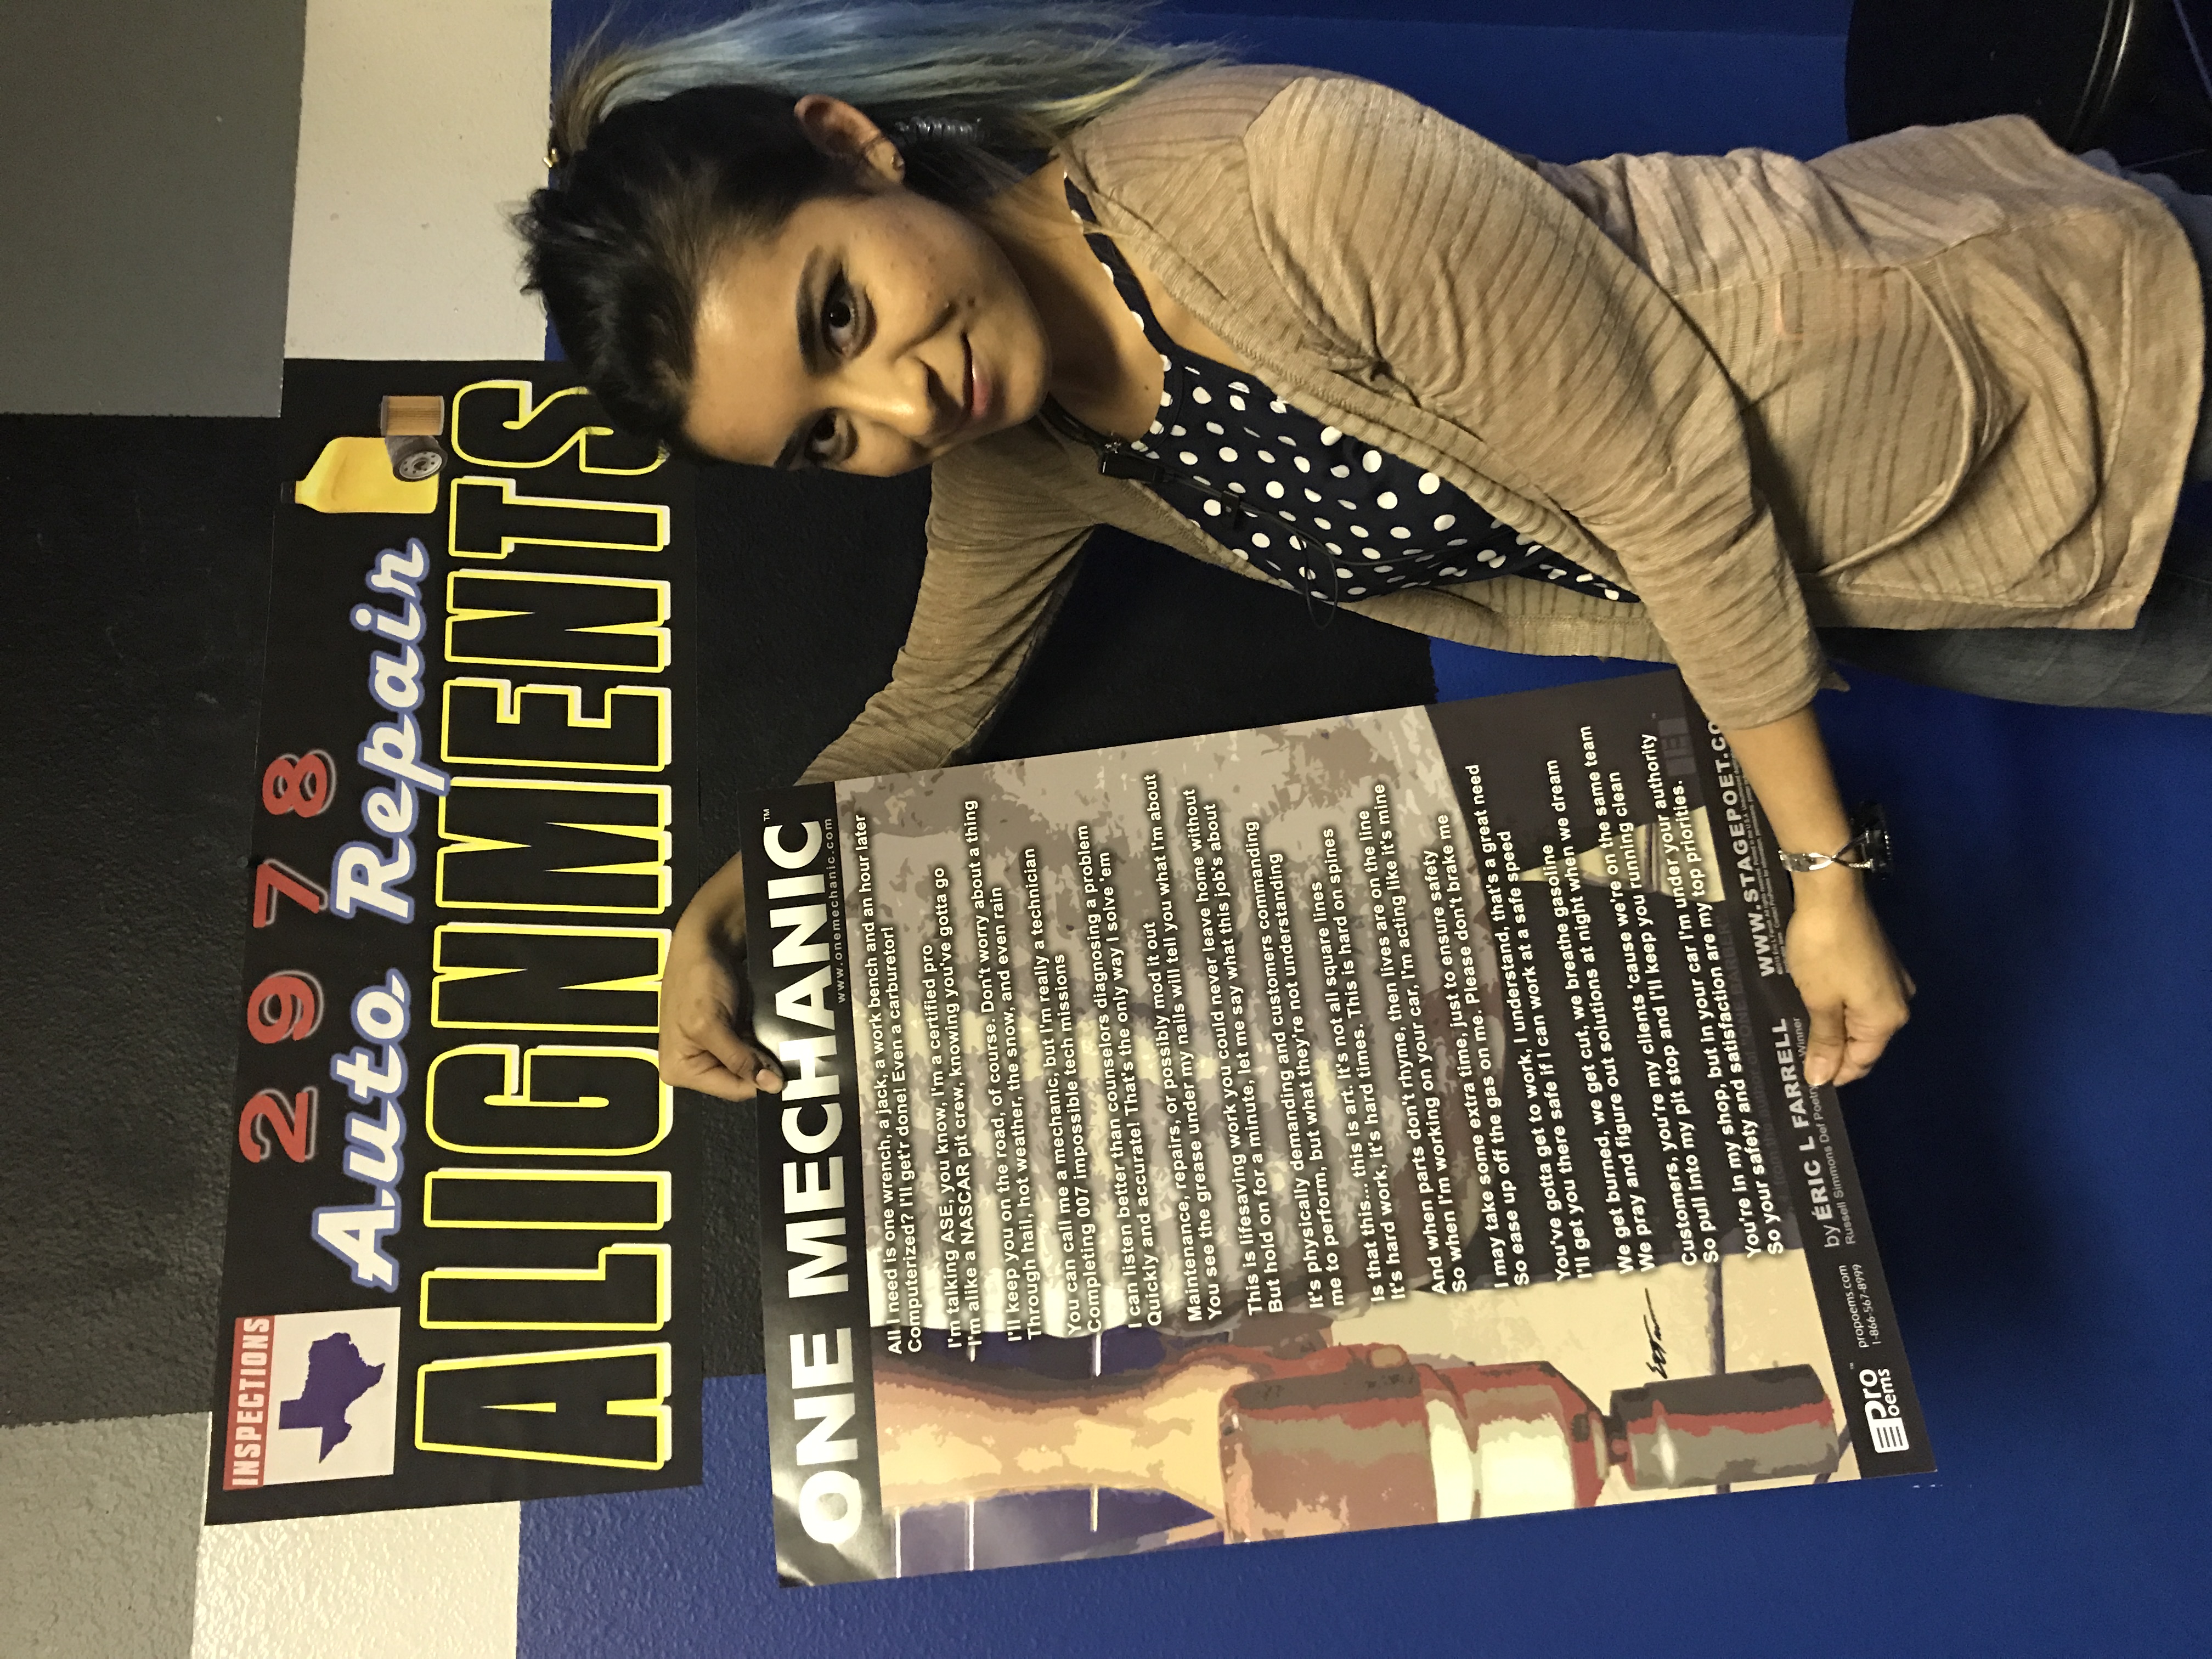 2978
INSPECTIONS
Auto Repair
ALIGNMENTS
ONE MECHANIC™
www.onemechanic.com
All I need is one wrench, a jack, a work bench and an hour later
Computerized? I'll get'r done! Even a carburetor!
I'm talking ASE, you know, I'm a certified pro
I'm alike a NASCAR pit crew, knowing you've gotta go
I'll keep you on the road, of course. Don't worry about a thing
Through hail, hot weather, the snow, and even rain
You can call me a mechanic, but I'm really a technician
Completing 007 impossible tech missions
I can listen better than counselors diagnosing a problem
Quickly and accurate! That's the only way I solve 'em
Maintenance, repairs, or possibly mod it out
You see the grease under my nails will tell you what I'm about
This is lifesaving work you could never leave home without
But hold on for a minute, let me say what this job's about
It's physically demanding and customers commanding
me to perform, but what they're not understanding
Is that this... this is art. It's not all square lines
It's hard work, it's hard times. This is hard on spines
And when parts don't rhyme, then lives are on the line
So when I'm working on your car, I'm acting like it's mine
I may take some extra time, just to ensure safety
So ease up off the gas on me. Please don't brake me
You've gotta get to work, I understand, that's a great need
I'll get you there safe if I can work at a safe speed
We get burned, we get cut, we breathe gasoline
We pray and figure out solutions at night when we dream
Customers, you're my clients 'cause we're on the same team
So pull into my pit stop and I'll keep you running clean
You're in my shop, but in your car I'm under your authority
So your safety and satisfaction are my top priorities.
by ERIC L FARRELL
Russell Simmons Def Poetry Winner
WWW.STAGEPOET.CO
Pro Poems™
propoems.com
1-866-567-8999